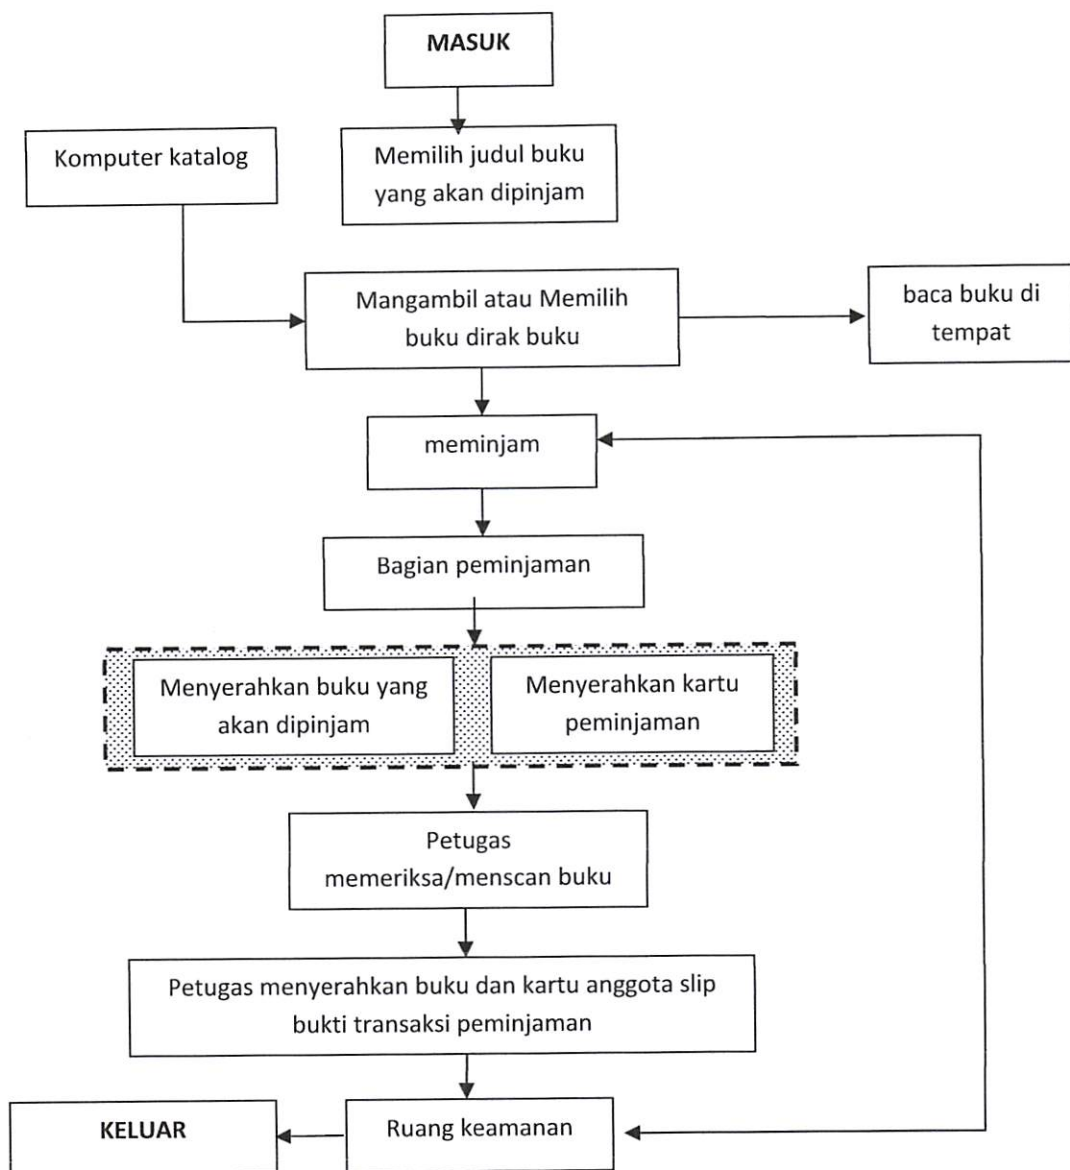 MASUK
Komputer katalog
Memilih judul buku
yang akan dipinjam
Mangambil atau Memilih
buku dirak buku
baca buku di
tempat
meminjam
Bagian peminjaman
Menyerahkan buku yang
akan dipinjam
Menyerahkan kartu
peminjaman
Petugas
memeriksa/menscan buku
Petugas menyerahkan buku dan kartu anggota slip
bukti transaksi peminjaman
KELUAR
Ruang keamanan